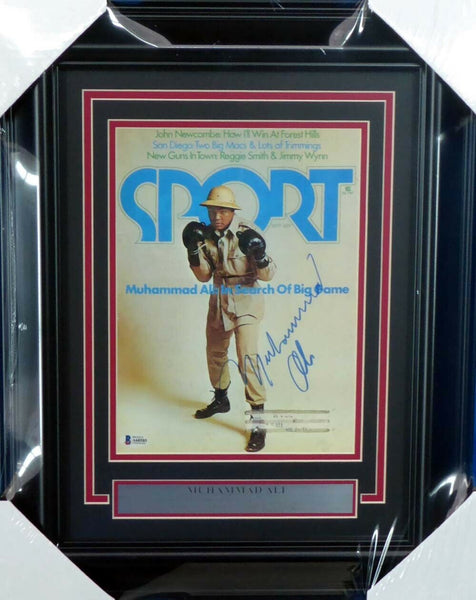 John Newcombe: How I'll Win At Forest Hills
San Diego: Two Big Macs & Lots of Trimmings
New Guns In Town: Reggie Smith & Jimmy Wynn
SPORT
Muhammad Ali: In Search Of Big Game
Muhammad
Ali
MUHAMMAD ALI